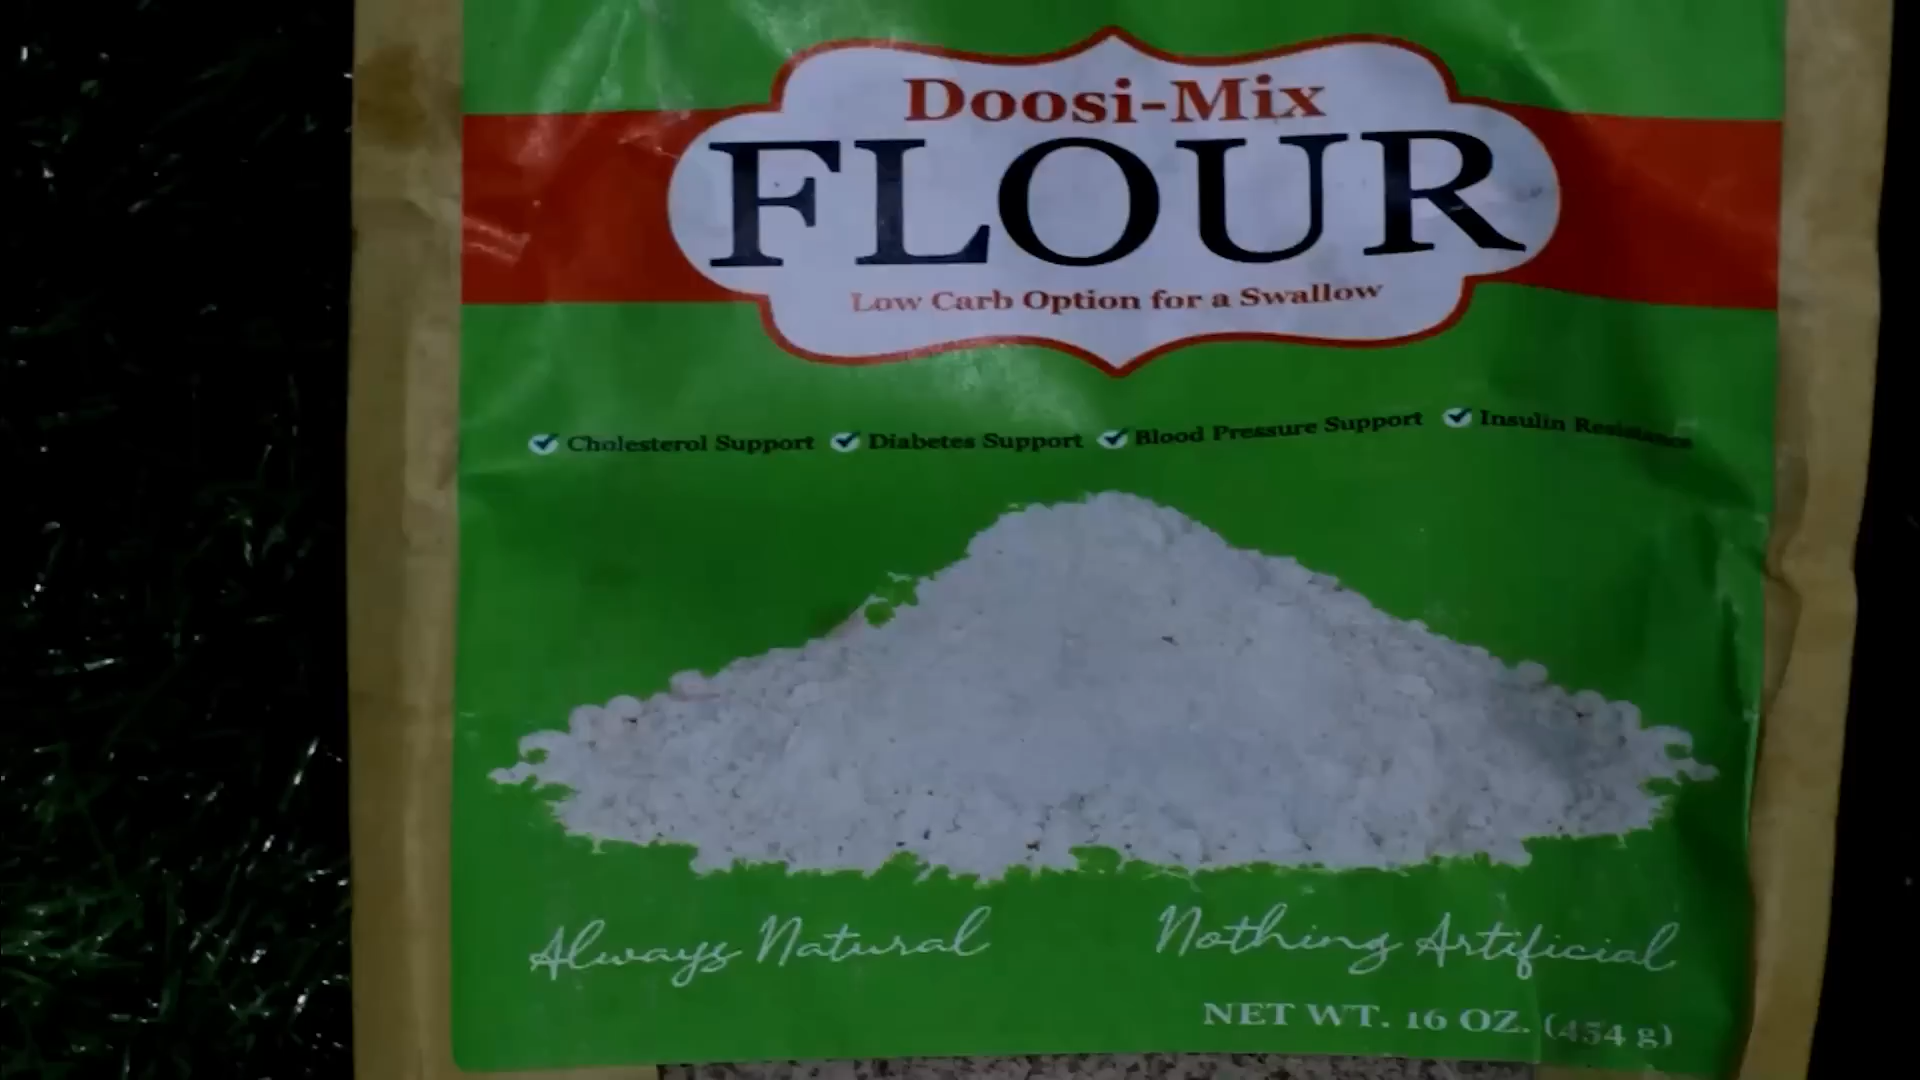 Doosi-Mix
FLOUR
Low Carb Option for a Swallow
Cholesterol Support Diabetes Support Blood Pressure Support Insulin Resistance
Always Natural Nothing Artificial
NET WT. 16 OZ. (454 g)